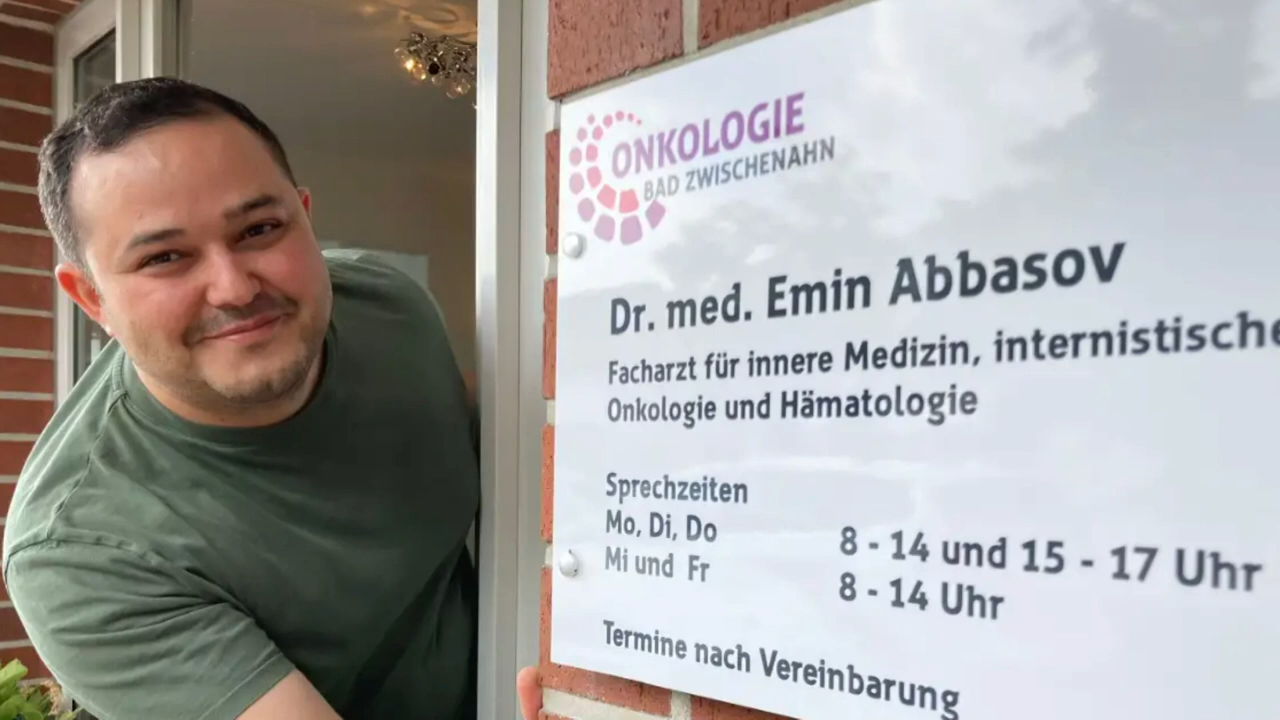 ONKOLOGIE
BAD ZWISCHENAHN
Dr. med. Emin Abbasov
Facharzt für innere Medizin, internistische
Onkologie und Hämatologie
Sprechzeiten
Mo, Di, Do 8 - 14 und 15 - 17 Uhr
Mi und Fr 8 - 14 Uhr
Termine nach Vereinbarung